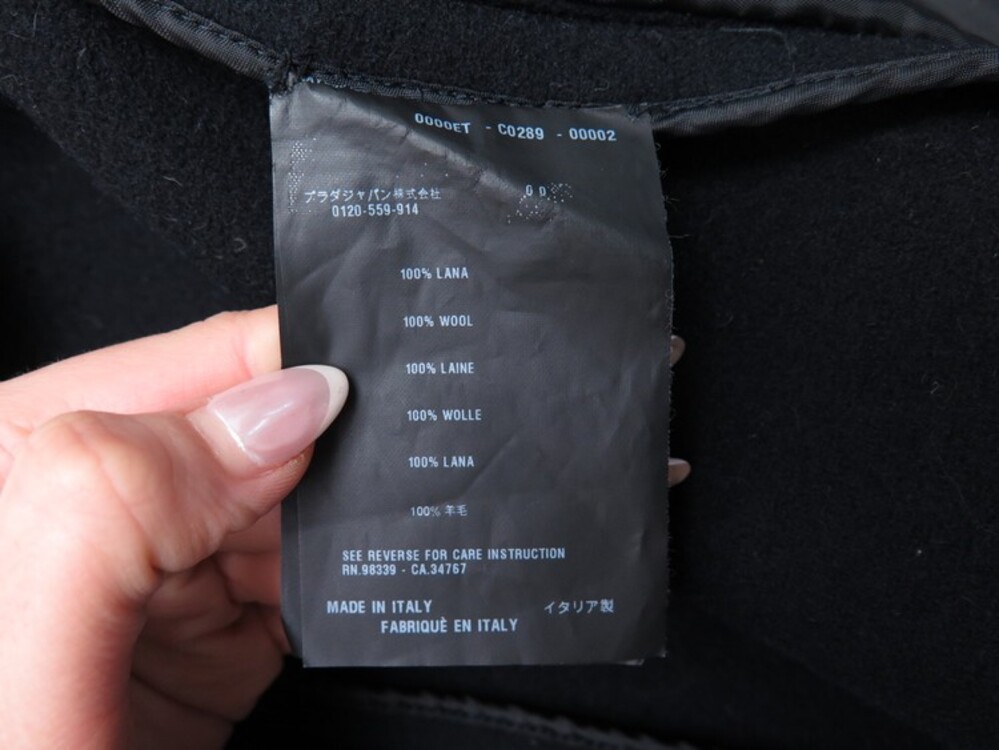 0000ET - C0289 - 00002
プラダジャパン株式会社
0120-559-914
100% LANA
100% WOOL
100% LAINE
100% WOLLE
100% LANA
100% 羊毛
SEE REVERSE FOR CARE INSTRUCTION
RN.98339 - CA.34767
MADE IN ITALY イタリア製
FABRIQUÈ EN ITALY